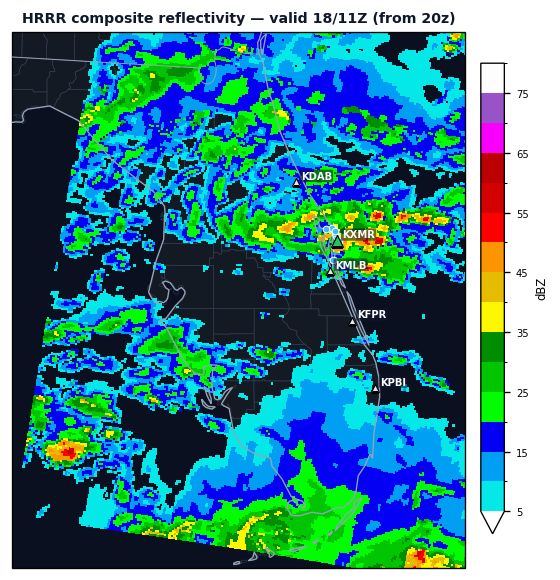 HRRR composite reflectivity — valid 18/11Z (from 20z)
KDAB
KXMR
KMLB
KFPR
KPBI
75
65
55
45
35
25
15
5
dBZ